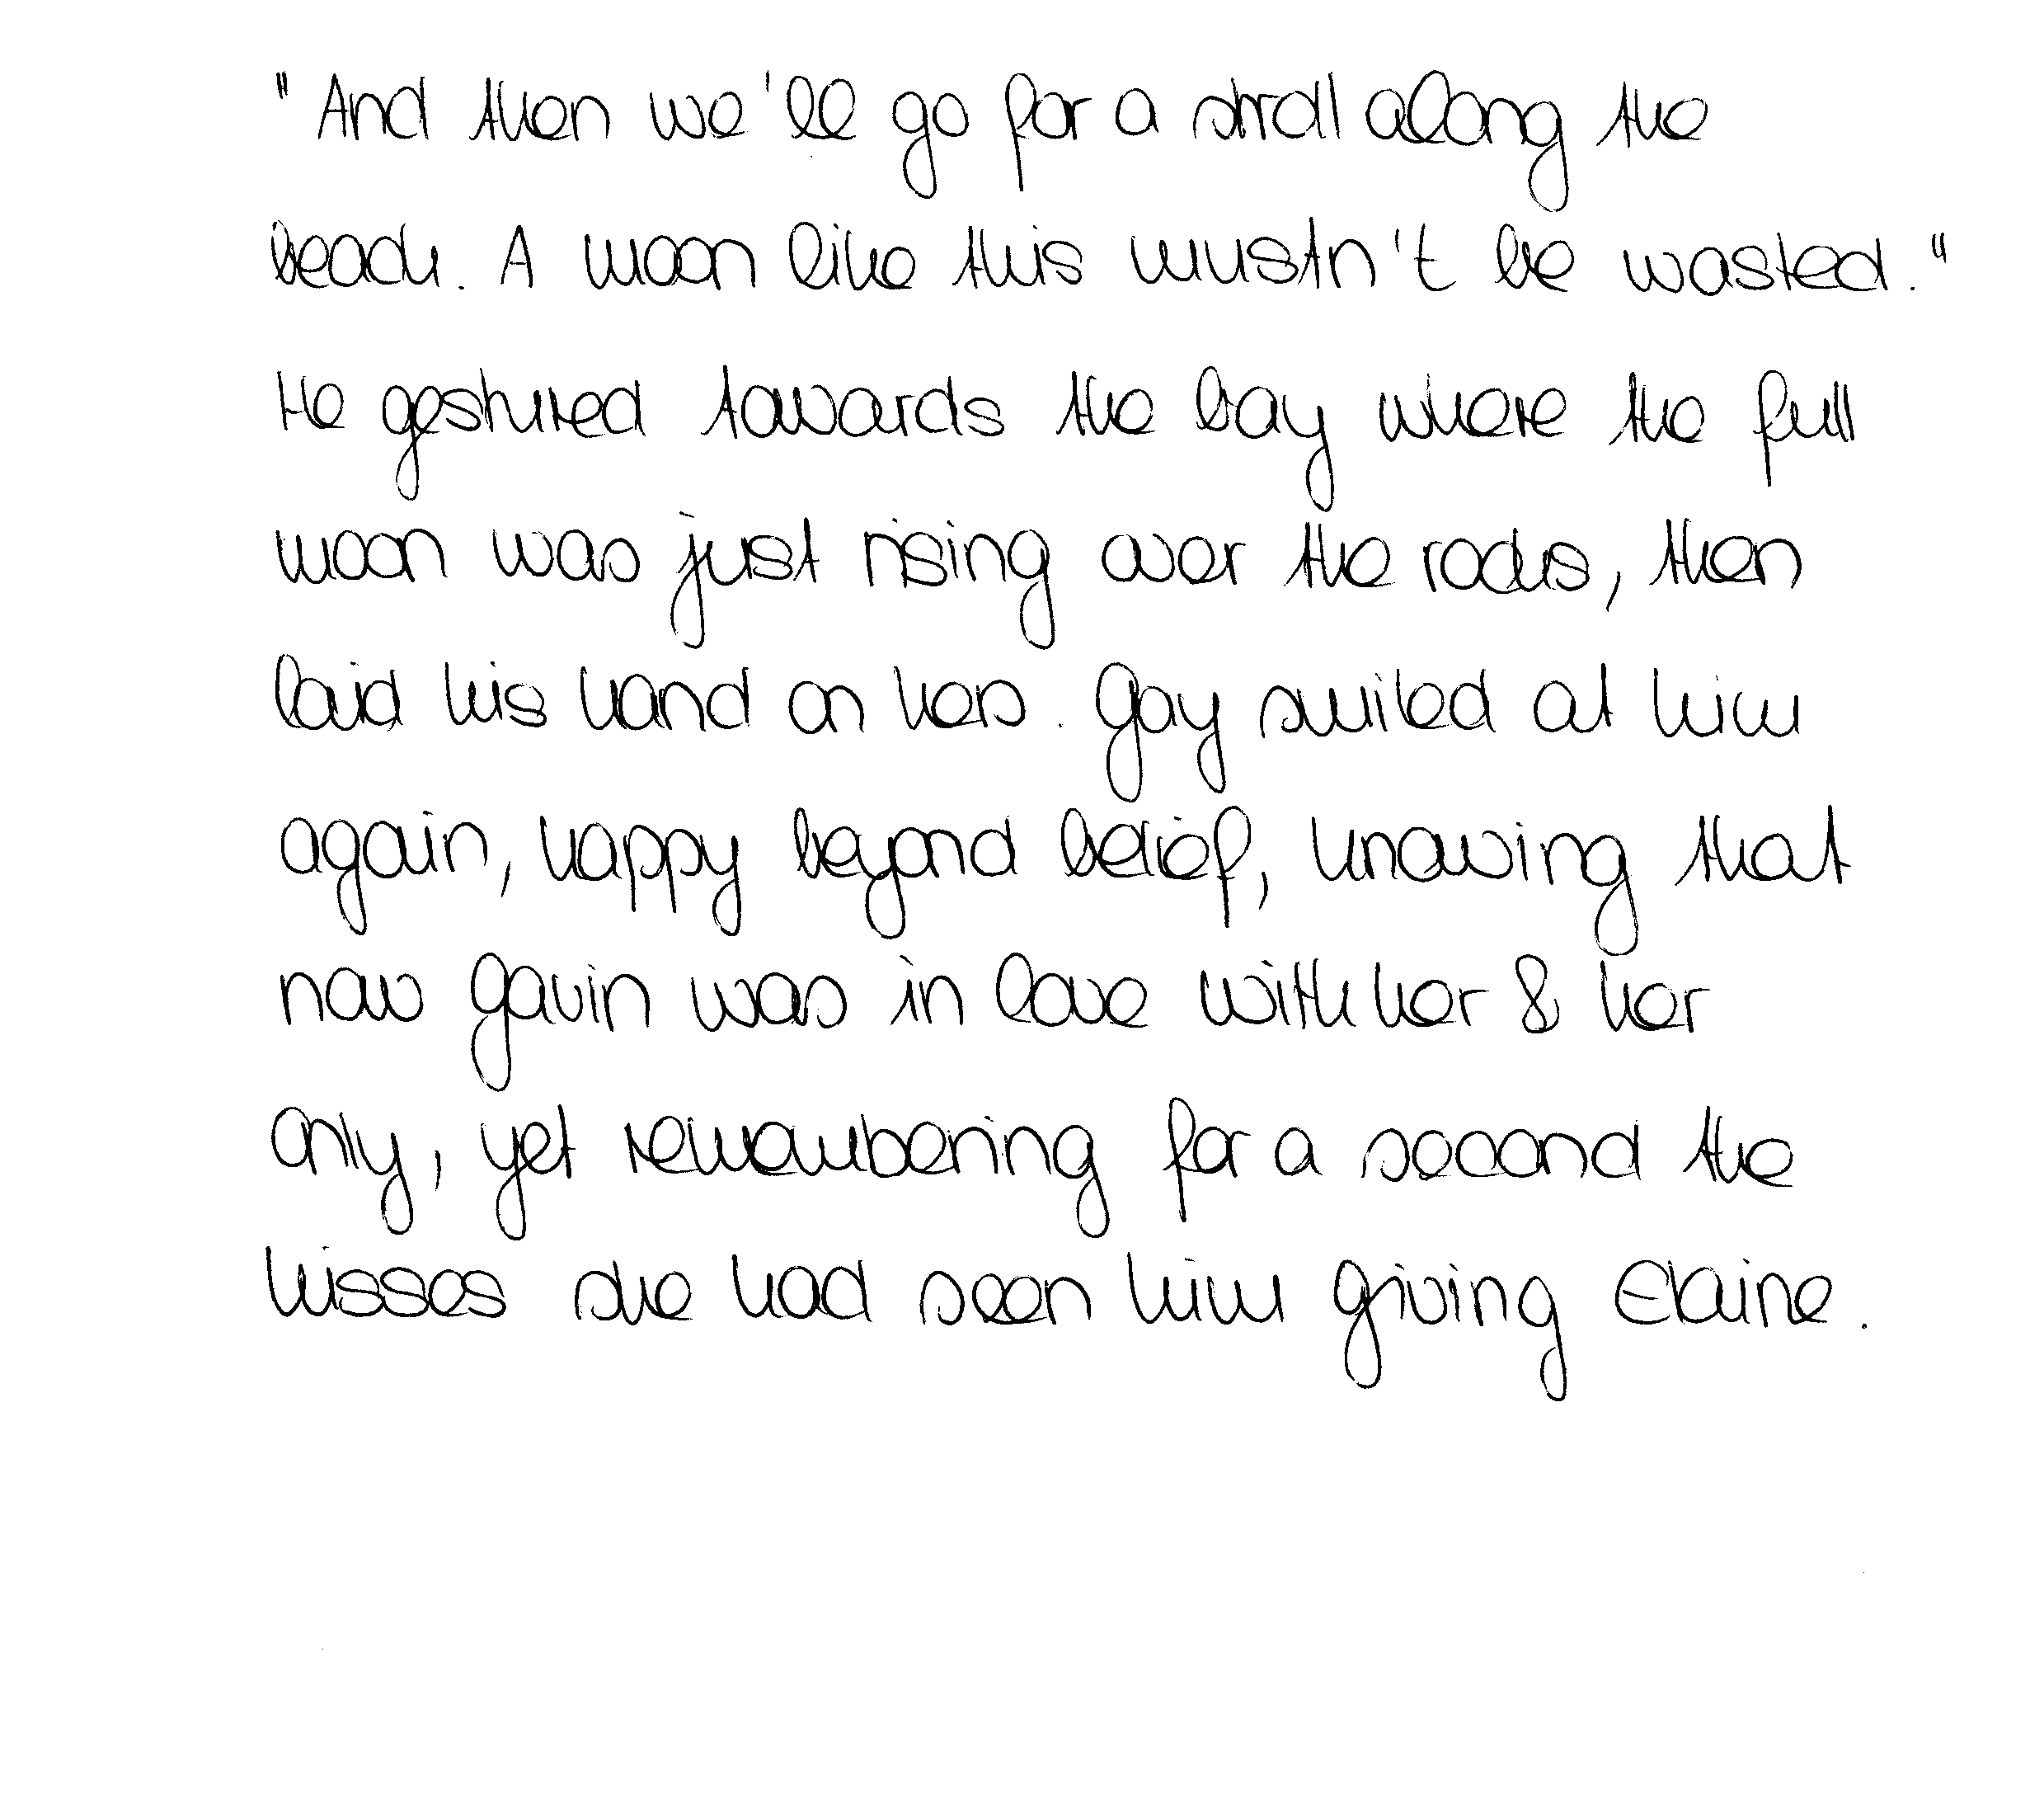 "And then we'll go for a stroll along the
beach. A moon like this mustn't be wasted."
He gestured towards the bay where the full
moon was just rising over the rocks, then
laid his hand on hers. Gay smiled at him
again, happy beyond belief, knowing that
now Gavin was in love with her & her
only, yet remembering for a second the
kisses she had seen him giving Elaine.